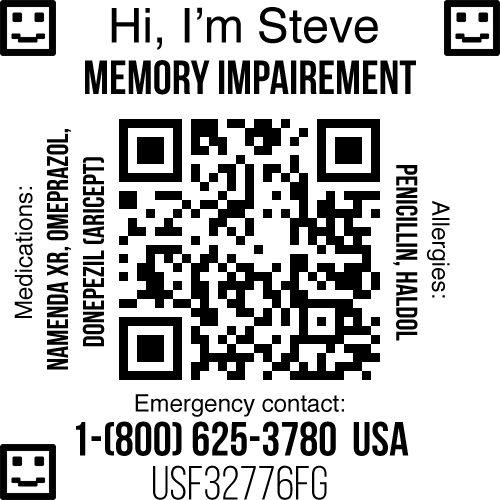 Hi, I'm Steve
MEMORY IMPAIREMENT
Medications:
NAMENDA XR, OMEPRAZOL,
DONEPEZIL (ARICEPT)
Allergies:
PENICILLIN, HALDOL
Emergency contact:
1-(800) 625-3780 USA
USF32776FG